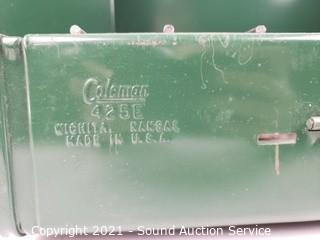 Coleman
425E
WICHITA, KANSAS
MADE IN U.S.A.
Copyright 2021 - Sound Auction Service